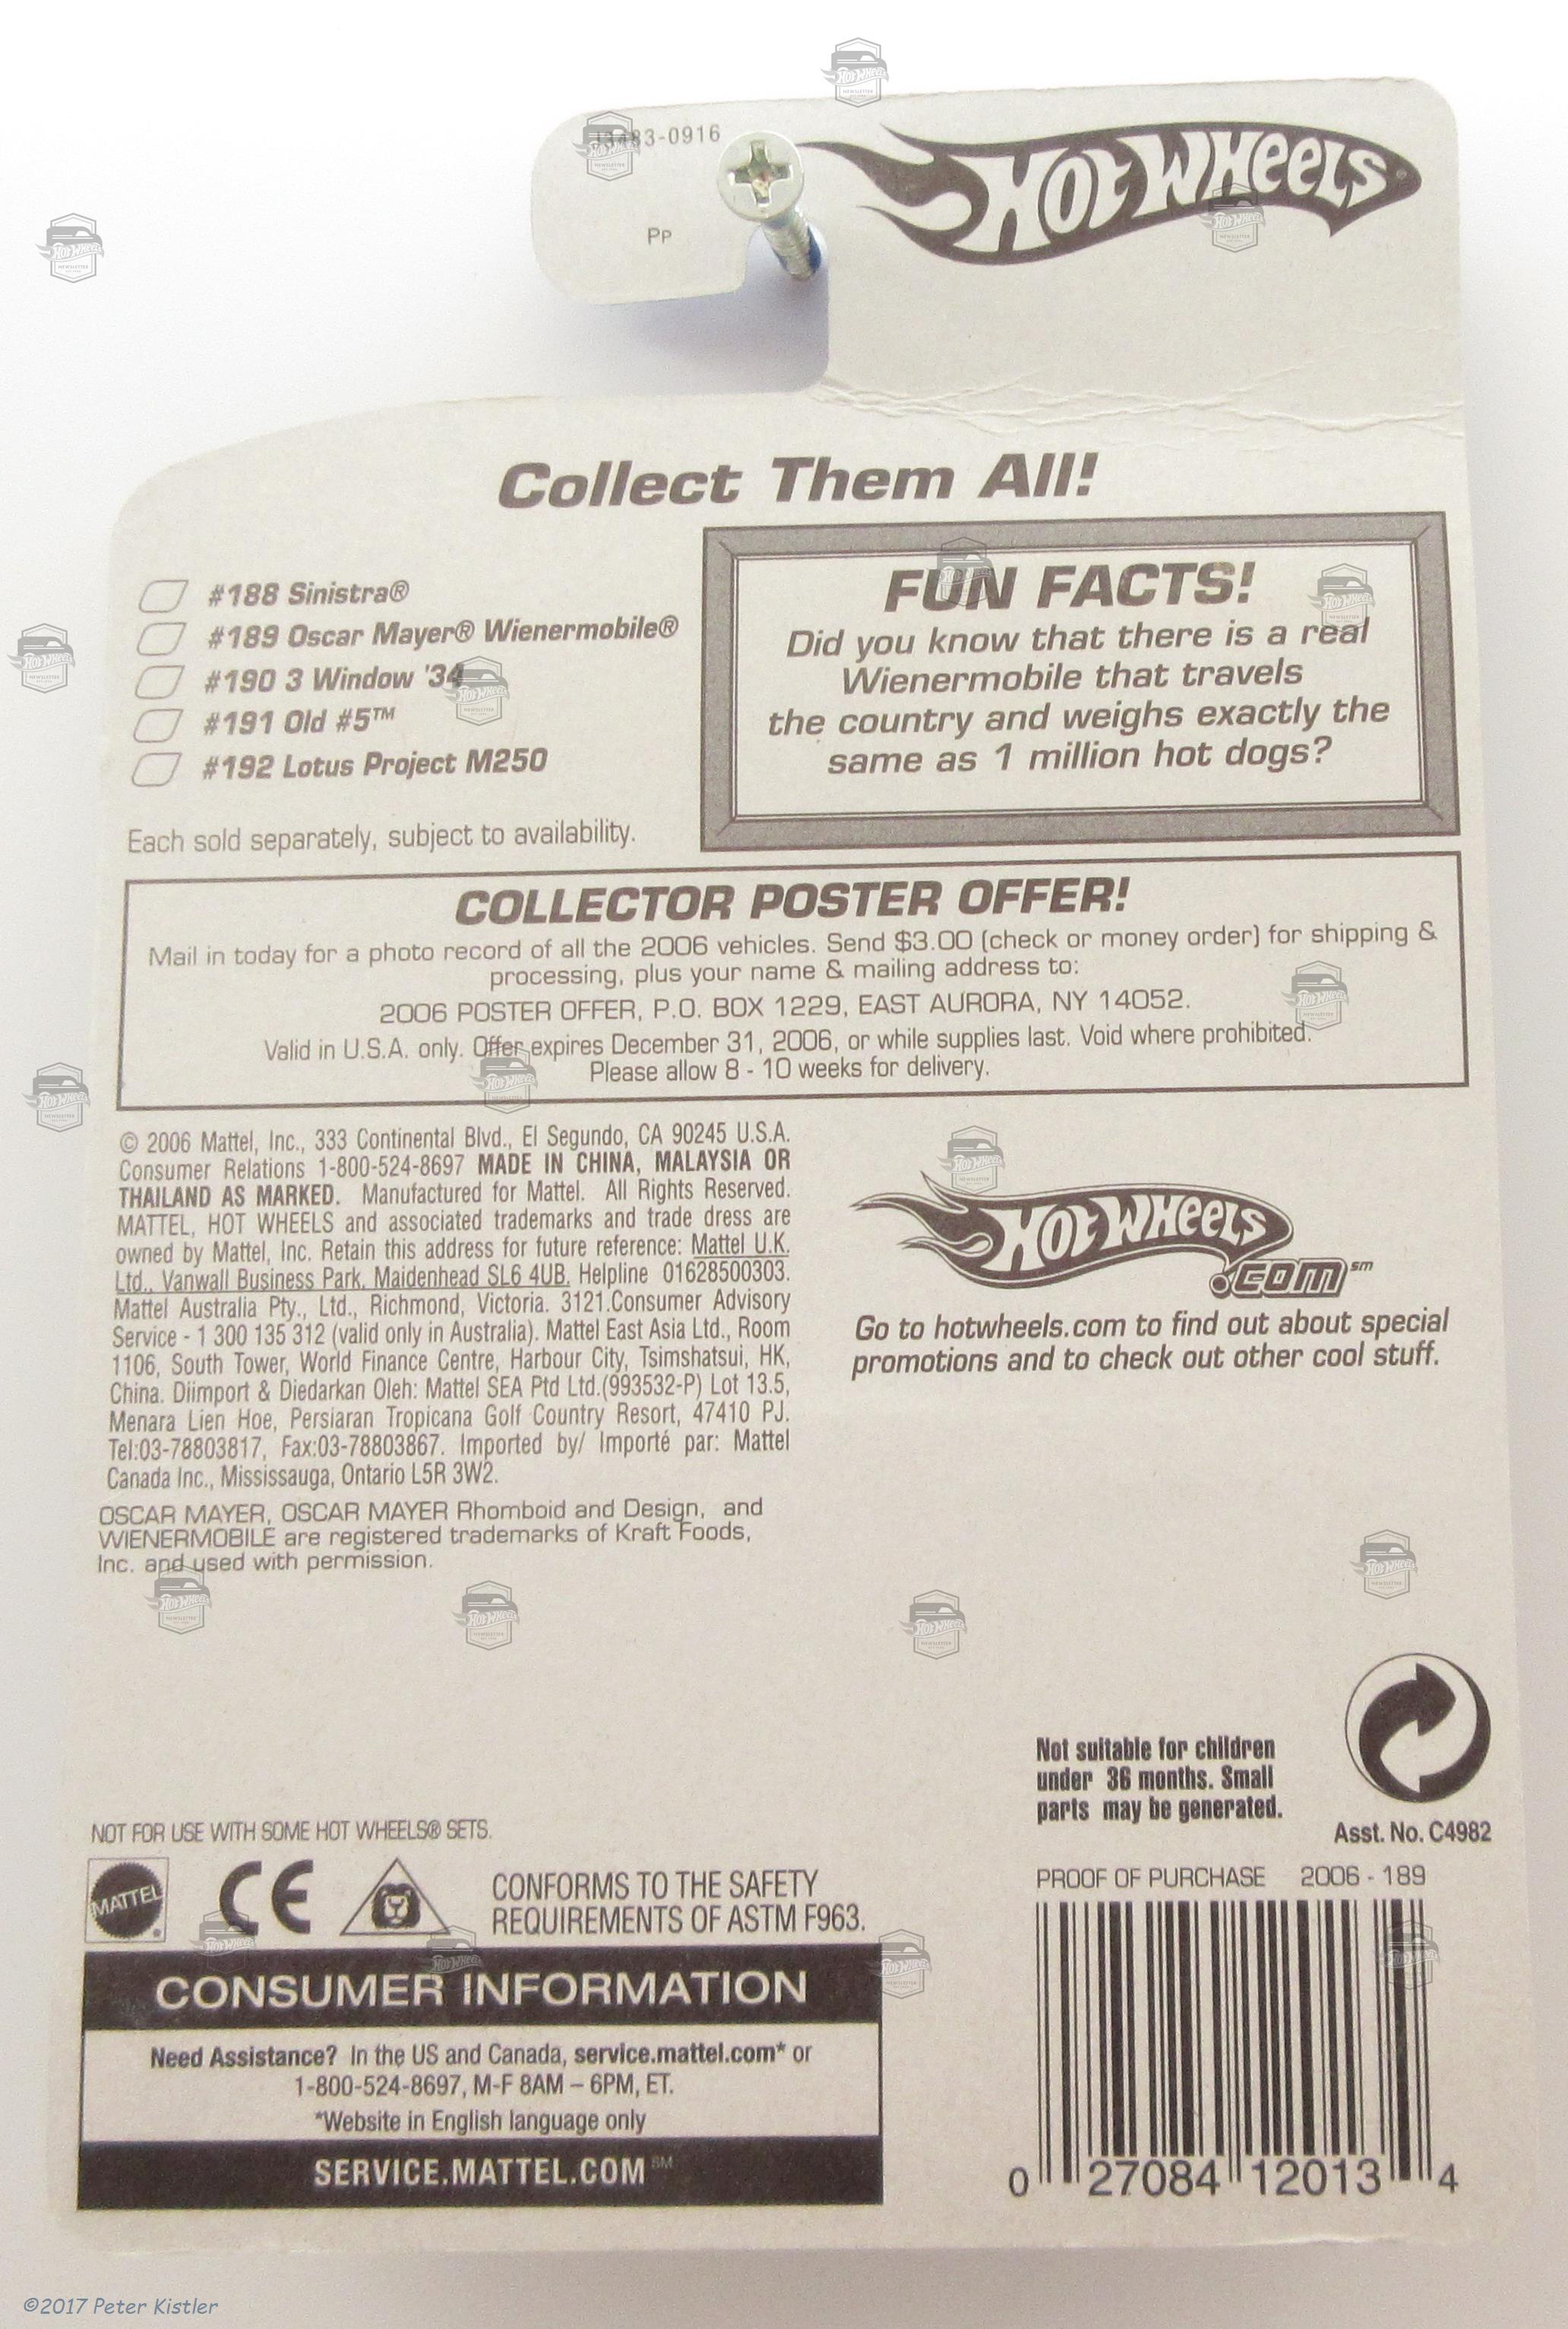 -0916
PP
HOT WHEELS
Collect Them All!
#188 Sinistra®
#189 Oscar Mayer® Wienermobile®
#190 3 Window '34
#191 Old #5™
#192 Lotus Project M250
Each sold separately, subject to availability.
FUN FACTS!
Did you know that there is a real
Wienermobile that travels
the country and weighs exactly the
same as 1 million hot dogs?
COLLECTOR POSTER OFFER!
Mail in today for a photo record of all the 2006 vehicles. Send $3.00 (check or money order) for shipping &
processing, plus your name & mailing address to:
2006 POSTER OFFER, P.O. BOX 1229, EAST AURORA, NY 14052.
Valid in U.S.A. only. Offer expires December 31, 2006, or while supplies last. Void where prohibited.
Please allow 8 - 10 weeks for delivery.
© 2006 Mattel, Inc., 333 Continental Blvd., El Segundo, CA 90245 U.S.A.
Consumer Relations 1-800-524-8697 MADE IN CHINA, MALAYSIA OR
THAILAND AS MARKED. Manufactured for Mattel. All Rights Reserved.
MATTEL, HOT WHEELS and associated trademarks and trade dress are
owned by Mattel, Inc. Retain this address for future reference: Mattel U.K.
Ltd., Vanwall Business Park, Maidenhead SL6 4UB. Helpline 01628500303.
Mattel Australia Pty., Ltd., Richmond, Victoria. 3121.Consumer Advisory
Service - 1 300 135 312 (valid only in Australia). Mattel East Asia Ltd., Room
1106, South Tower, World Finance Centre, Harbour City, Tsimshatsui, HK,
China. Diimport & Diedarkan Oleh: Mattel SEA Ptd Ltd.(993532-P) Lot 13.5,
Menara Lien Hoe, Persiaran Tropicana Golf Country Resort, 47410 PJ.
Tel:03-78803817, Fax:03-78803867. Imported by/ Importé par: Mattel
Canada Inc., Mississauga, Ontario L5R 3W2.
OSCAR MAYER, OSCAR MAYER Rhomboid and Design, and
WIENERMOBILE are registered trademarks of Kraft Foods,
Inc. and used with permission.
HOT WHEELS
.COM℠
Go to hotwheels.com to find out about special
promotions and to check out other cool stuff.
Not suitable for children
under 36 months. Small
parts may be generated.
Asst. No. C4982
NOT FOR USE WITH SOME HOT WHEELS® SETS.
MATTEL
CE
CONFORMS TO THE SAFETY
REQUIREMENTS OF ASTM F963.
PROOF OF PURCHASE 2006 - 189
CONSUMER INFORMATION
Need Assistance? In the US and Canada, service.mattel.com* or
1-800-524-8697, M-F 8AM – 6PM, ET.
*Website in English language only
SERVICE.MATTEL.COM℠
0 27084 12013 4
©2017 Peter Kistler